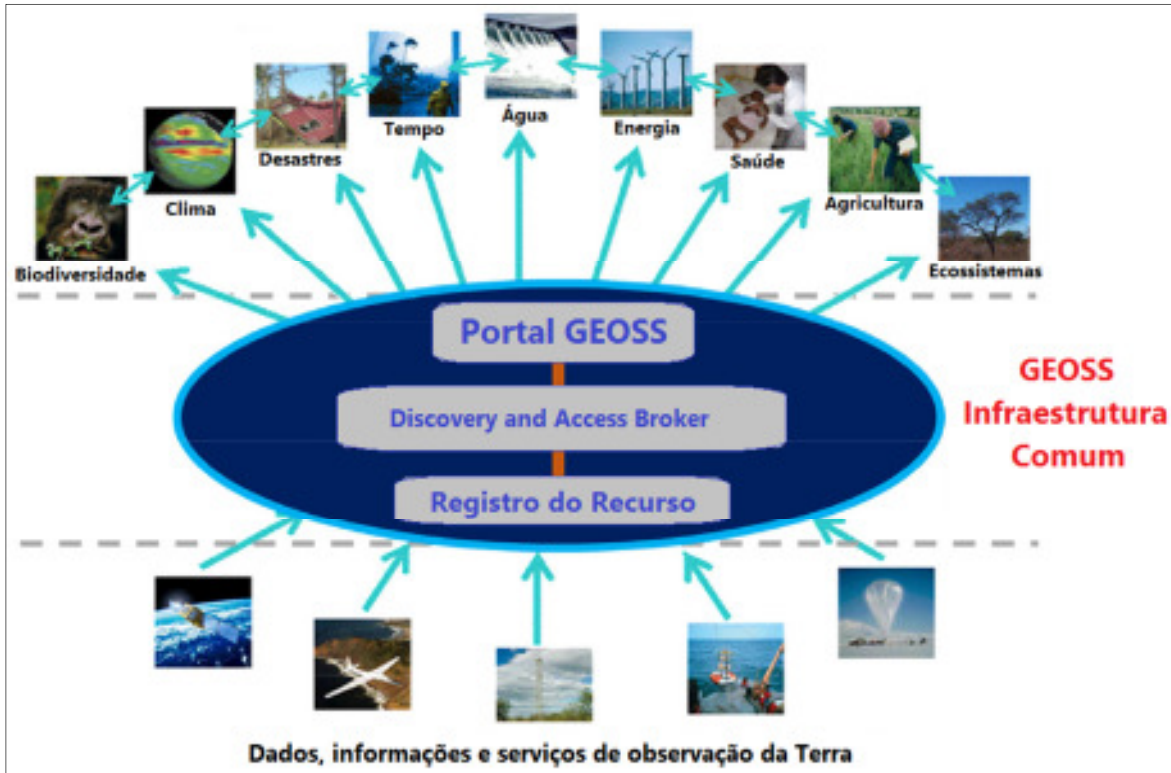 Água
Energia
Tempo
Desastres
Saúde
Clima
Agricultura
Biodiversidade
Ecossistemas
Portal GEOSS
Discovery and Access Broker
Registro do Recurso
GEOSS
Infraestrutura
Comum
Dados, informações e serviços de observação da Terra